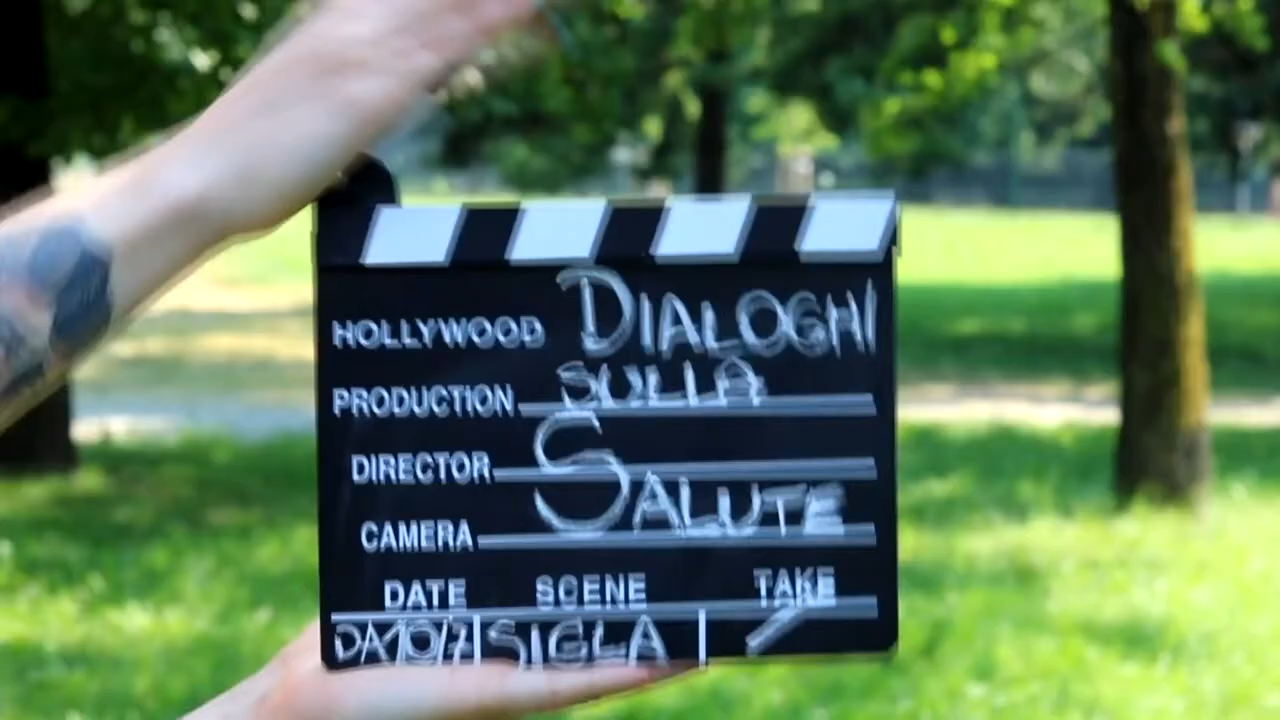 HOLLYWOOD DIALOGHI
PRODUCTION SULLA
DIRECTOR
SALUTE
CAMERA
DATE SCENE TAKE
SIGLA /